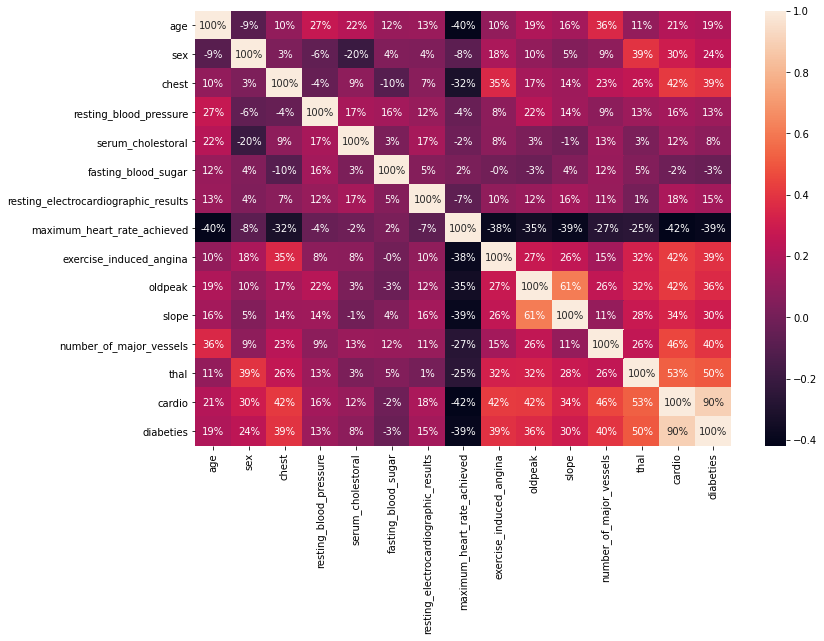 age 100% -9% 10% 27% 22% 12% 13% -40% 10% 19% 16% 36% 11% 21% 19%
sex -9% 100% 3% -6% -20% 4% 4% -8% 18% 10% 5% 9% 39% 30% 24%
chest 10% 3% 100% -4% 9% -10% 7% -32% 35% 17% 14% 23% 26% 42% 39%
resting_blood_pressure 27% -6% -4% 100% 17% 16% 12% -4% 8% 22% 14% 9% 13% 16% 13%
serum_cholestoral 22% -20% 9% 17% 100% 3% 17% -2% 8% 3% -1% 13% 3% 12% 8%
fasting_blood_sugar 12% 4% -10% 16% 3% 100% 5% 2% -0% -3% 4% 12% 5% -2% -3%
resting_electrocardiographic_results 13% 4% 7% 12% 17% 5% 100% -7% 10% 12% 16% 11% 1% 18% 15%
maximum_heart_rate_achieved -40% -8% -32% -4% -2% 2% -7% 100% -38% -35% -39% -27% -25% -42% -39%
exercise_induced_angina 10% 18% 35% 8% 8% -0% 10% -38% 100% 27% 26% 15% 32% 42% 39%
oldpeak 19% 10% 17% 22% 3% -3% 12% -35% 27% 100% 61% 26% 32% 42% 36%
slope 16% 5% 14% 14% -1% 4% 16% -39% 26% 61% 100% 11% 28% 34% 30%
number_of_major_vessels 36% 9% 23% 9% 13% 12% 11% -27% 15% 26% 11% 100% 26% 46% 40%
thal 11% 39% 26% 13% 3% 5% 1% -25% 32% 32% 28% 26% 100% 53% 50%
cardio 21% 30% 42% 16% 12% -2% 18% -42% 42% 42% 34% 46% 53% 100% 90%
diabeties 19% 24% 39% 13% 8% -3% 15% -39% 39% 36% 30% 40% 50% 90% 100%
age
sex
chest
resting_blood_pressure
serum_cholestoral
fasting_blood_sugar
resting_electrocardiographic_results
maximum_heart_rate_achieved
exercise_induced_angina
oldpeak
slope
number_of_major_vessels
thal
cardio
diabeties
1.0
0.8
0.6
0.4
0.2
0.0
−0.2
−0.4